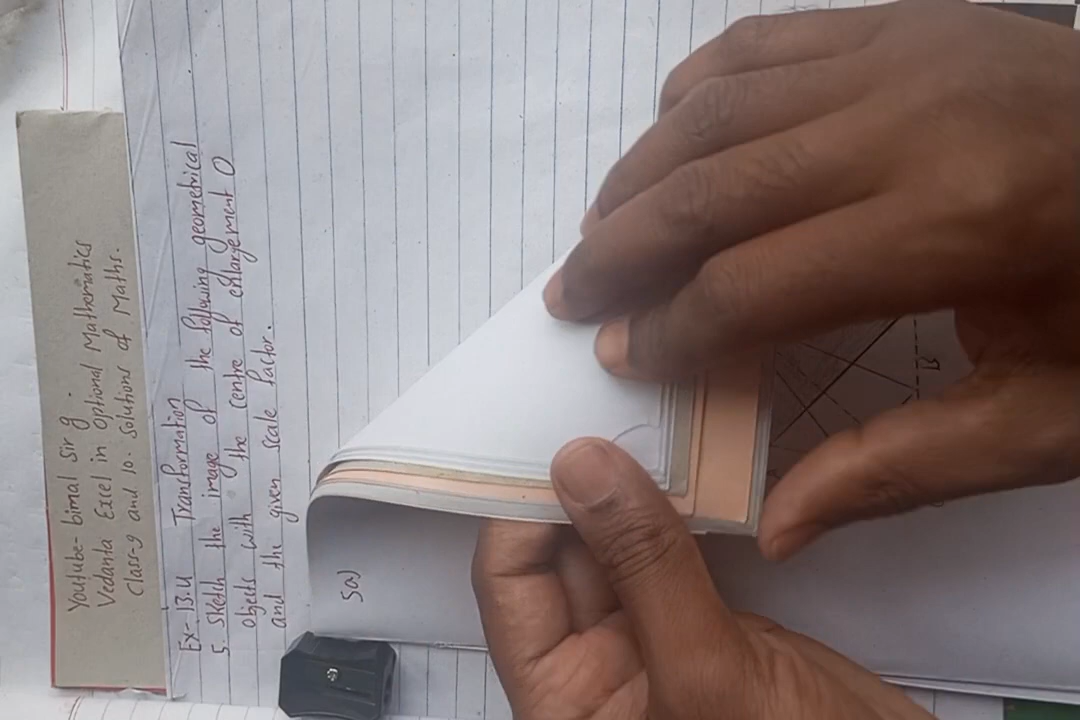 Youtube- bimal sir g.
Vedanta Excel in Optional Mathematics
Class-9 and 10. Solutions of Maths.
Ex- 13.4 Transformation
5. Sketch the image of the following geometrical
objects with the centre of enlargement O
and the given scale factor.
5a)
B